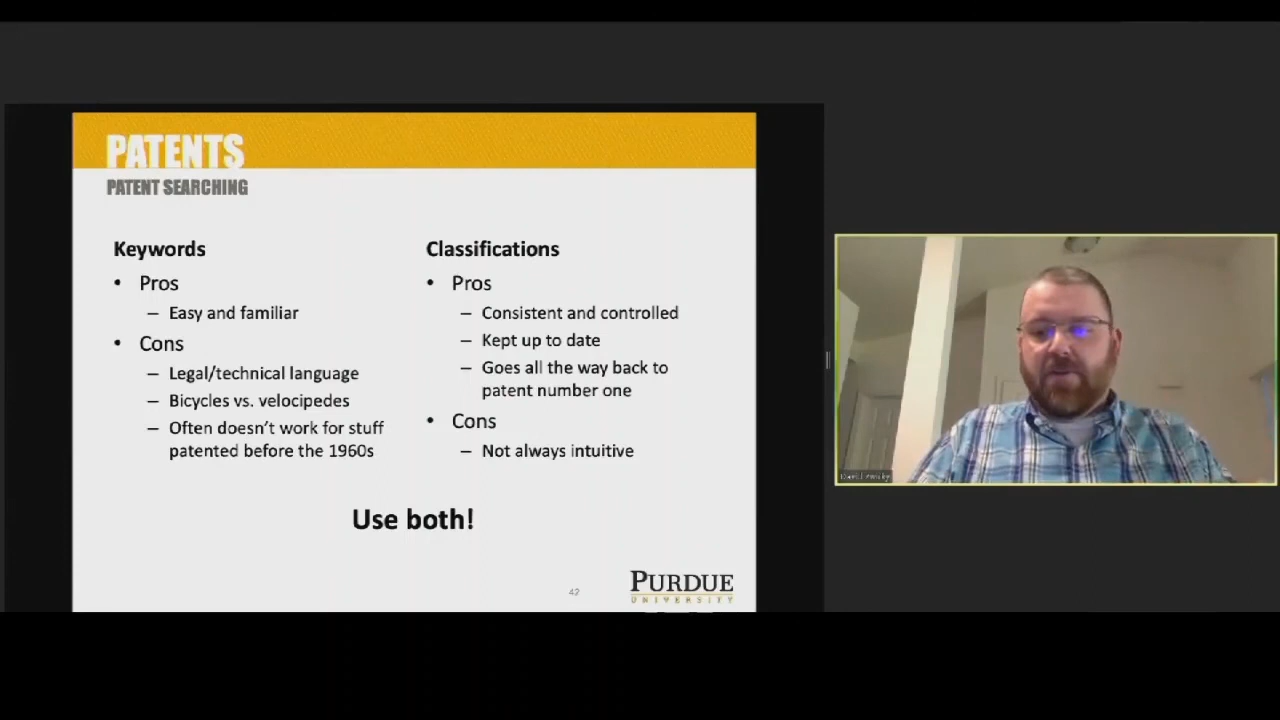 PATENTS
PATENT SEARCHING
Keywords
• Pros
– Easy and familiar
• Cons
– Legal/technical language
– Bicycles vs. velocipedes
– Often doesn't work for stuff
patented before the 1960s
Classifications
• Pros
– Consistent and controlled
– Kept up to date
– Goes all the way back to
patent number one
• Cons
– Not always intuitive
Use both!
42
PURDUE
UNIVERSITY
David